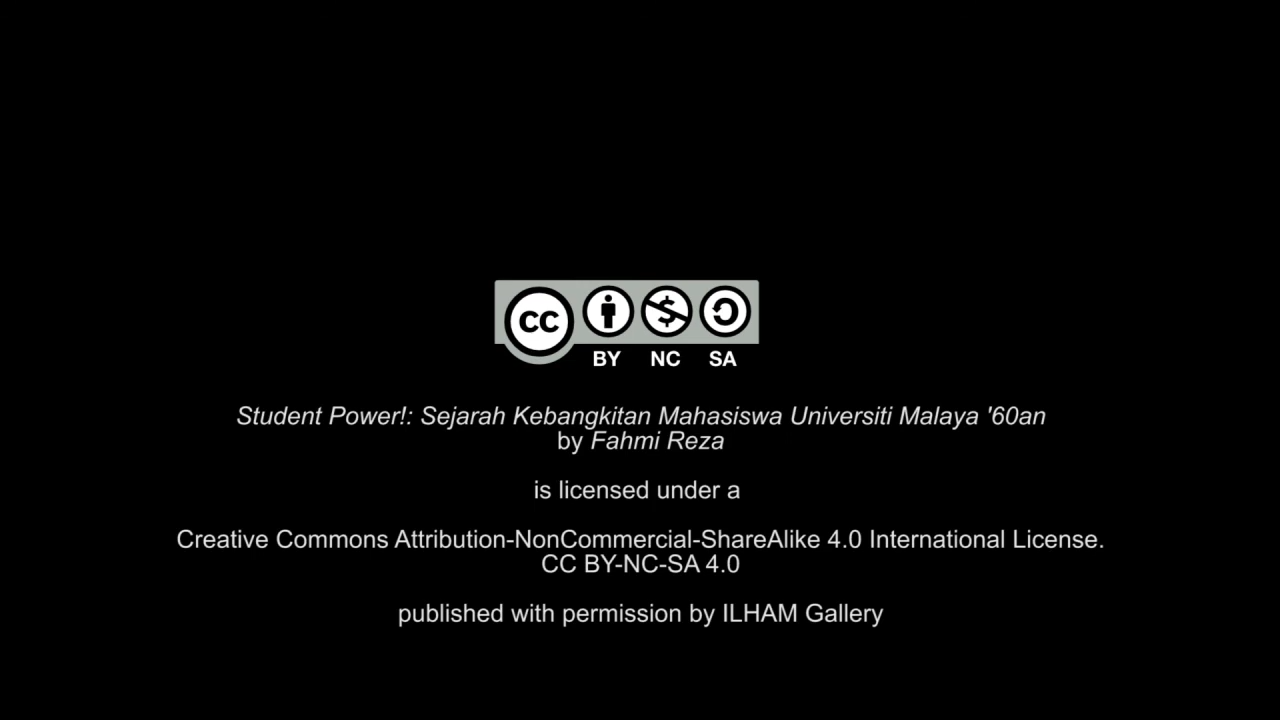 CC
BY NC SA
Student Power!: Sejarah Kebangkitan Mahasiswa Universiti Malaya '60an
by Fahmi Reza
is licensed under a
Creative Commons Attribution-NonCommercial-ShareAlike 4.0 International License.
CC BY-NC-SA 4.0
published with permission by ILHAM Gallery